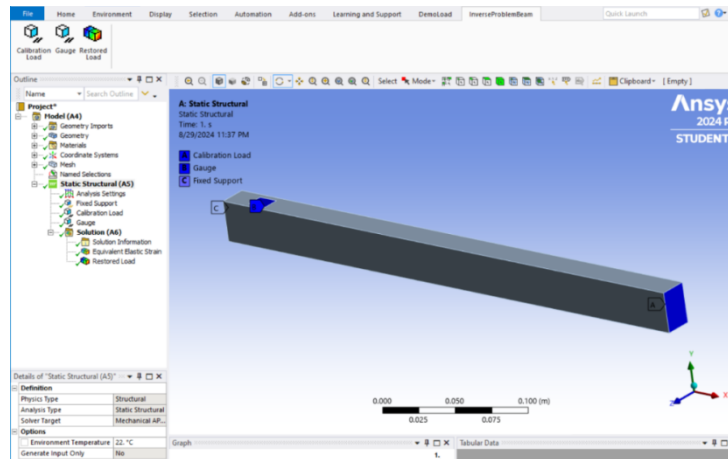 File Home Environment Display Selection Automation Add-ons Learning and Support DemoLoad InverseProblemBeam Quick Launch
Calibration Load Gauge Restored Load
Outline
Name Search Outline
Select Mode Clipboard [Empty]
Project*
Model (A4)
Geometry Imports
Geometry
Materials
Coordinate Systems
Mesh
Named Selections
Static Structural (A5)
Analysis Settings
Fixed Support
Calibration Load
Gauge
Solution (A6)
Solution Information
Equivalent Elastic Strain
Restored Load
A: Static Structural
Static Structural
Time: 1. s
8/29/2024 11:37 PM
A Calibration Load
Gauge
C Fixed Support
Ansys
2024 R
STUDENT
C
A
Y
X
Z
0.000 0.050 0.100 (m)
0.025 0.075
Details of "Static Structural (A5)"
Definition
Physics Type Structural
Analysis Type Static Structural
Solver Target Mechanical AP...
Options
Environment Temperature 22. °C
Generate Input Only No
Graph
1.
Tabular Data